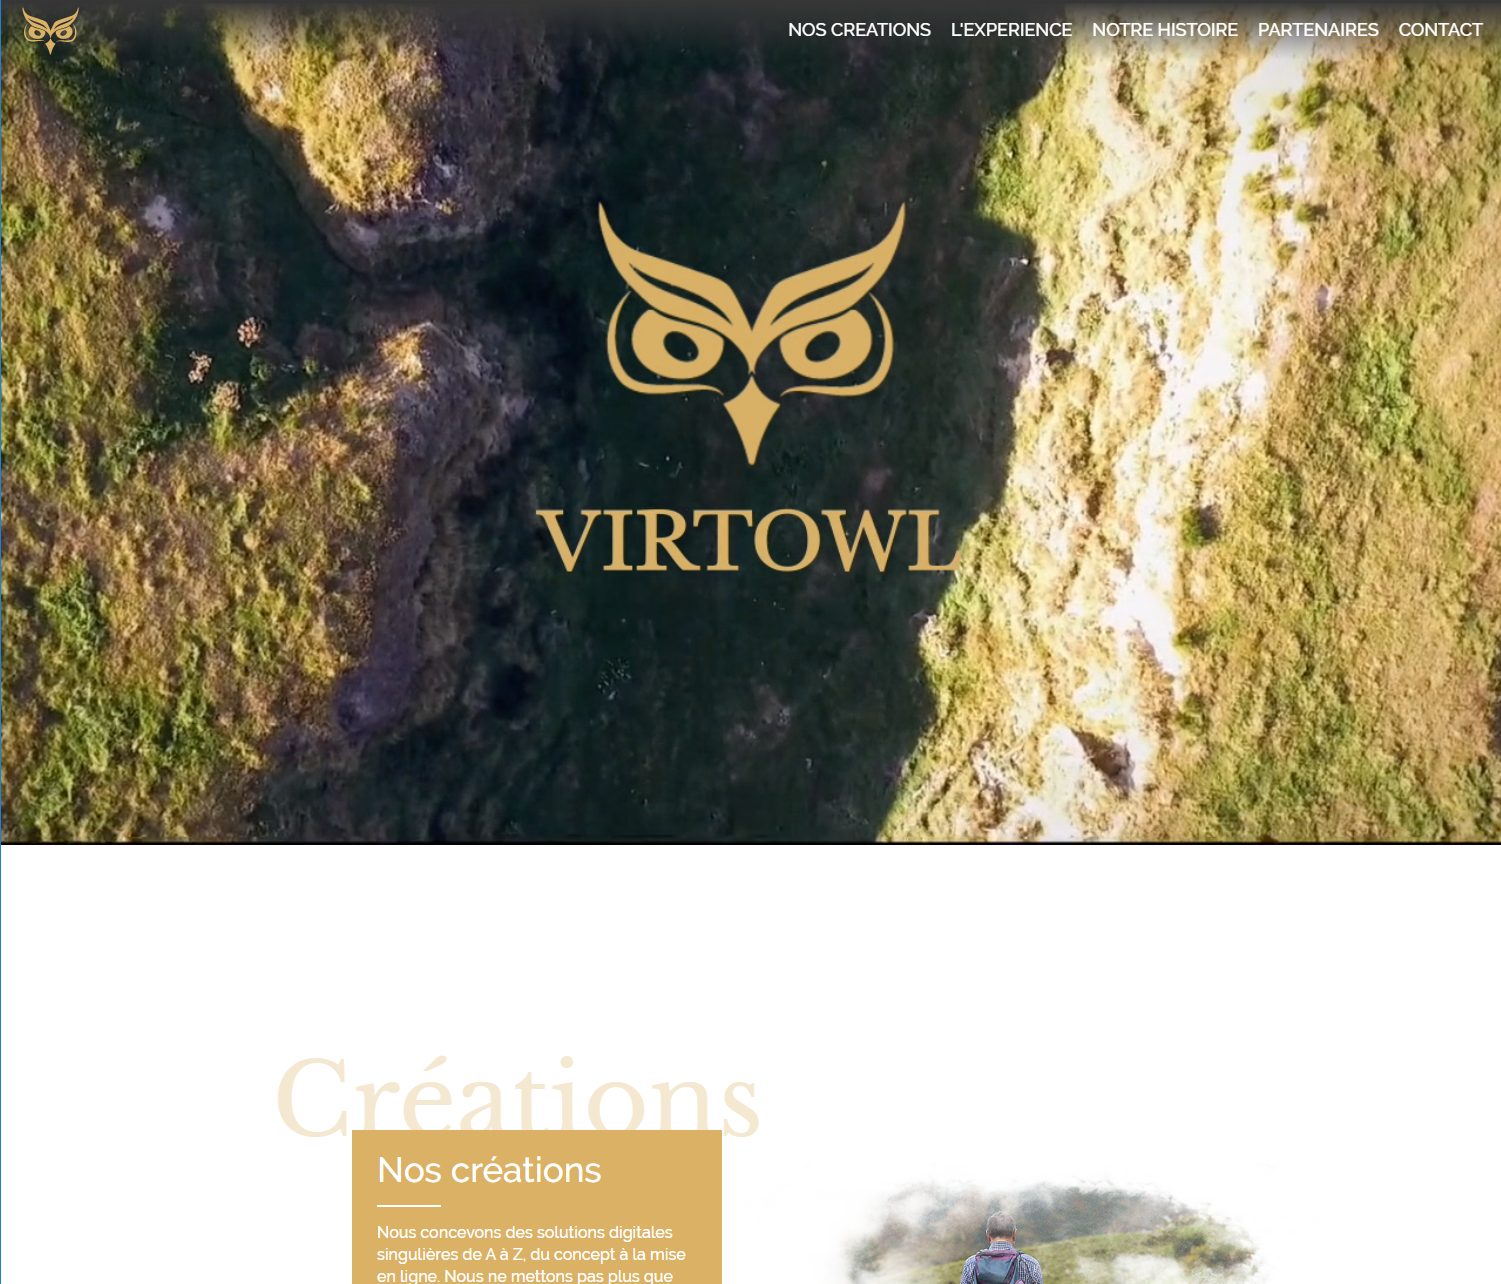 NOS CREATIONS L'EXPERIENCE NOTRE HISTOIRE PARTENAIRES CONTACT
VIRTOWL
Créations
Nos créations
Nous concevons des solutions digitales
singulières de A à Z, du concept à la mise
en ligne. Nous ne mettons pas plus que